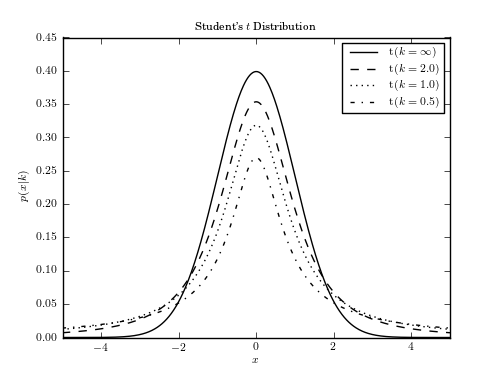 Student's t Distribution
0.45
0.40
0.35
0.30
0.25
0.20
0.15
0.10
0.05
0.00
p(x|k)
t(k = ∞)
t(k = 2.0)
t(k = 1.0)
t(k = 0.5)
−4
−2
0
2
4
x